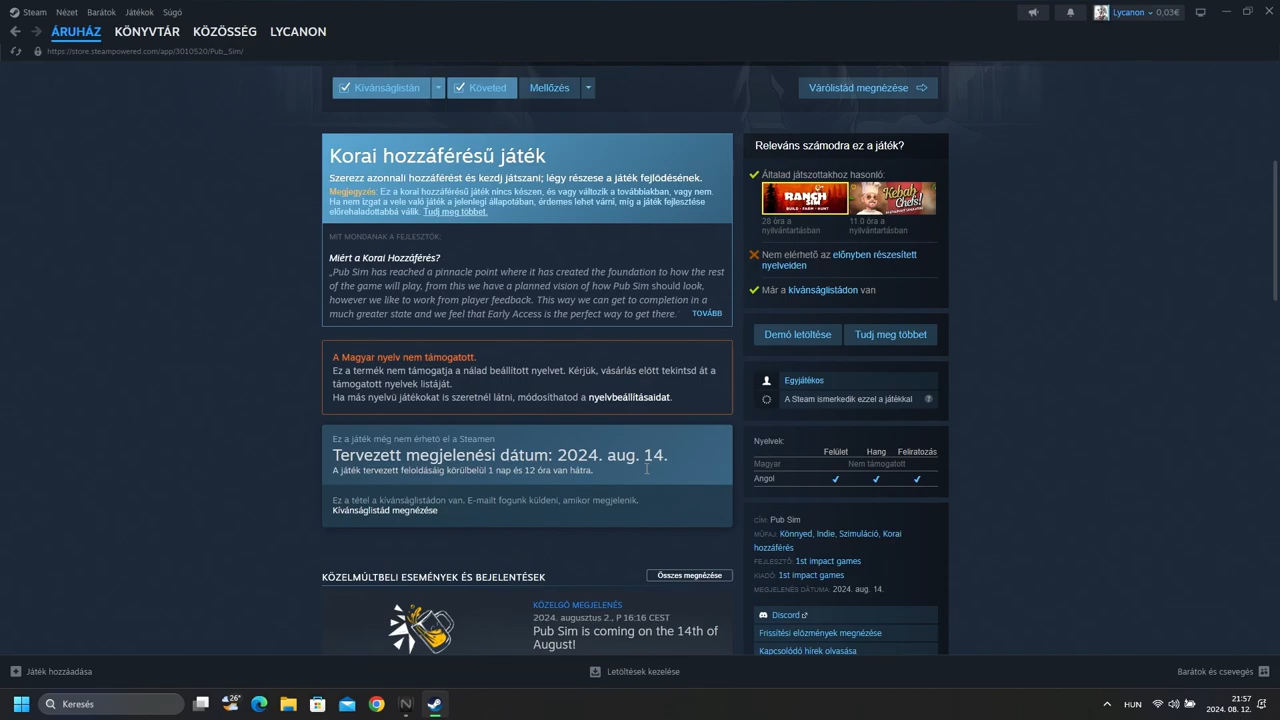 Steam Nézet Barátok Játékok Súgó
Lycanon 0,03€
ÁRUHÁZ KÖNYVTÁR KÖZÖSSÉG LYCANON
https://store.steampowered.com/app/3010520/Pub_Sim/
Kívánságlistán Követed Mellőzés Várólistád megnézése
Korai hozzáférésű játék
Szerezz azonnali hozzáférést és kezdj játszani; légy részese a játék fejlődésének.
Megjegyzés: Ez a korai hozzáférésű játék nincs készen, és vagy változik a továbbiakban, vagy nem.
Ha nem izgat a vele való játék a jelenlegi állapotában, érdemes lehet várni, míg a játék fejlesztése
előrehaladottabbá válik. Tudj meg többet.
MIT MONDANAK A FEJLESZTŐK:
Miért a Korai Hozzáférés?
„Pub Sim has reached a pinnacle point where it has created the foundation to how the rest
of the game will play, from this we have a planned vision of how Pub Sim should look,
however we like to work from player feedback. This way we can get to completion in a
much greater state and we feel that Early Access is the perfect way to get there.”
TOVÁBB
A Magyar nyelv nem támogatott.
Ez a termék nem támogatja a nálad beállított nyelvet. Kérjük, vásárlás előtt tekintsd át a
támogatott nyelvek listáját.
Ha más nyelvű játékokat is szeretnél látni, módosíthatod a nyelvbeállításaidat.
Ez a játék még nem érhető el a Steamen
Tervezett megjelenési dátum: 2024. aug. 14.
A játék tervezett feloldásáig körülbelül 1 nap és 12 óra van hátra.
Ez a tétel a kívánságlistádon van. E-mailt fogunk küldeni, amikor megjelenik.
Kívánságlistád megnézése
KÖZELMÚLTBELI ESEMÉNYEK ÉS BEJELENTÉSEK
Összes megnézése
KÖZELGŐ MEGJELENÉS
2024. augusztus 2., P 16:16 CEST
Pub Sim is coming on the 14th of
August!
Releváns számodra ez a játék?
Általad játszottakhoz hasonló:
RANCH
SIM
BUILD · FARM · HUNT
Kebab
Chefs!
28 óra a
nyilvántartásban
11.0 óra a
nyilvántartásban
Nem elérhető az előnyben részesített
nyelveiden
Már a kívánságlistádon van
Demó letöltése Tudj meg többet
Egyjátékos
A Steam ismerkedik ezzel a játékkal ?
Nyelvek:
Felület Hang Feliratozás
Magyar Nem támogatott
Angol ✔ ✔ ✔
CÍM: Pub Sim
MŰFAJ: Könnyed, Indie, Szimuláció, Korai
hozzáférés
FEJLESZTŐ: 1st impact games
KIADÓ: 1st impact games
MEGJELENÉS DÁTUMA: 2024. aug. 14.
Discord
Frissítési előzmények megnézése
Kapcsolódó hírek olvasása
Játék hozzáadása
Letöltések kezelése
Barátok és csevegés
Keresés
26°
HUN
21:57
2024. 08. 12.